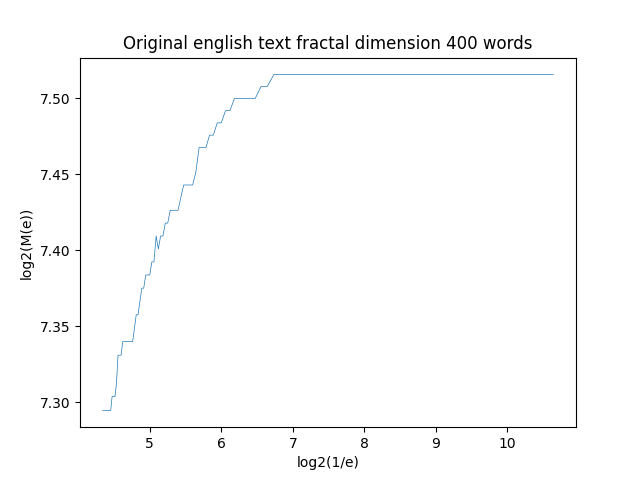 Original english text fractal dimension 400 words
7.50
7.45
7.40
7.35
7.30
log2(M(e))
5 6 7 8 9 10
log2(1/e)